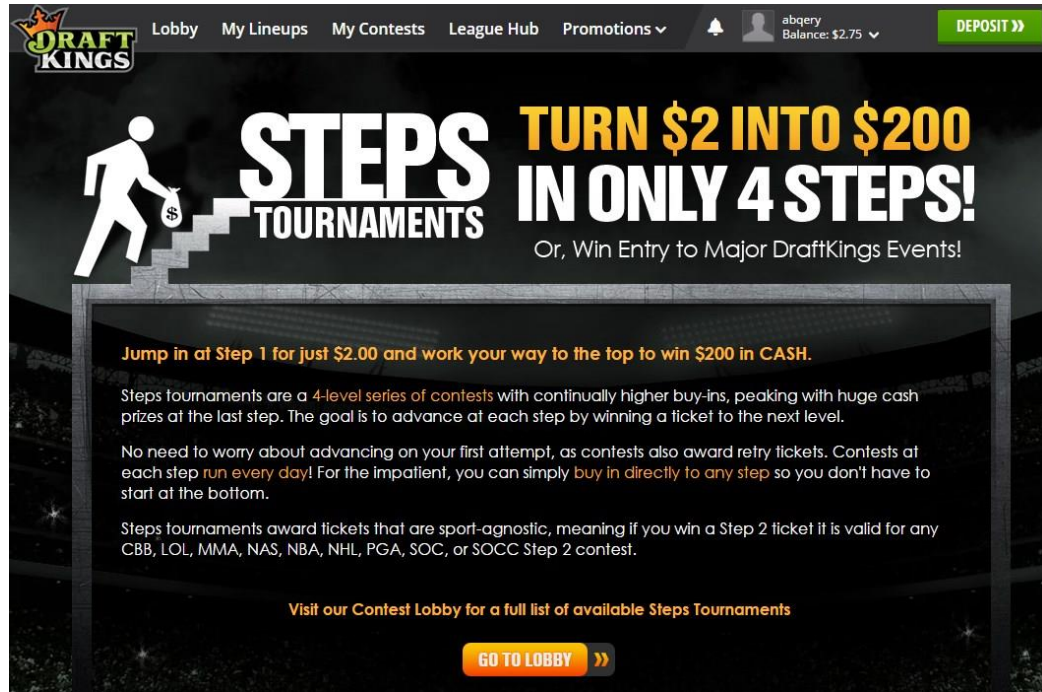 DRAFT
KINGS
Lobby My Lineups My Contests League Hub Promotions
abqery
Balance: $2.75
DEPOSIT »
STEPS
TOURNAMENTS
$
TURN $2 INTO $200
IN ONLY 4 STEPS!
Or, Win Entry to Major DraftKings Events!
Jump in at Step 1 for just $2.00 and work your way to the top to win $200 in CASH.
Steps tournaments are a 4-level series of contests with continually higher buy-ins, peaking with huge cash
prizes at the last step. The goal is to advance at each step by winning a ticket to the next level.
No need to worry about advancing on your first attempt, as contests also award retry tickets. Contests at
each step run every day! For the impatient, you can simply buy in directly to any step so you don't have to
start at the bottom.
Steps tournaments award tickets that are sport-agnostic, meaning if you win a Step 2 ticket it is valid for any
CBB, LOL, MMA, NAS, NBA, NHL, PGA, SOC, or SOCC Step 2 contest.
Visit our Contest Lobby for a full list of available Steps Tournaments
GO TO LOBBY »